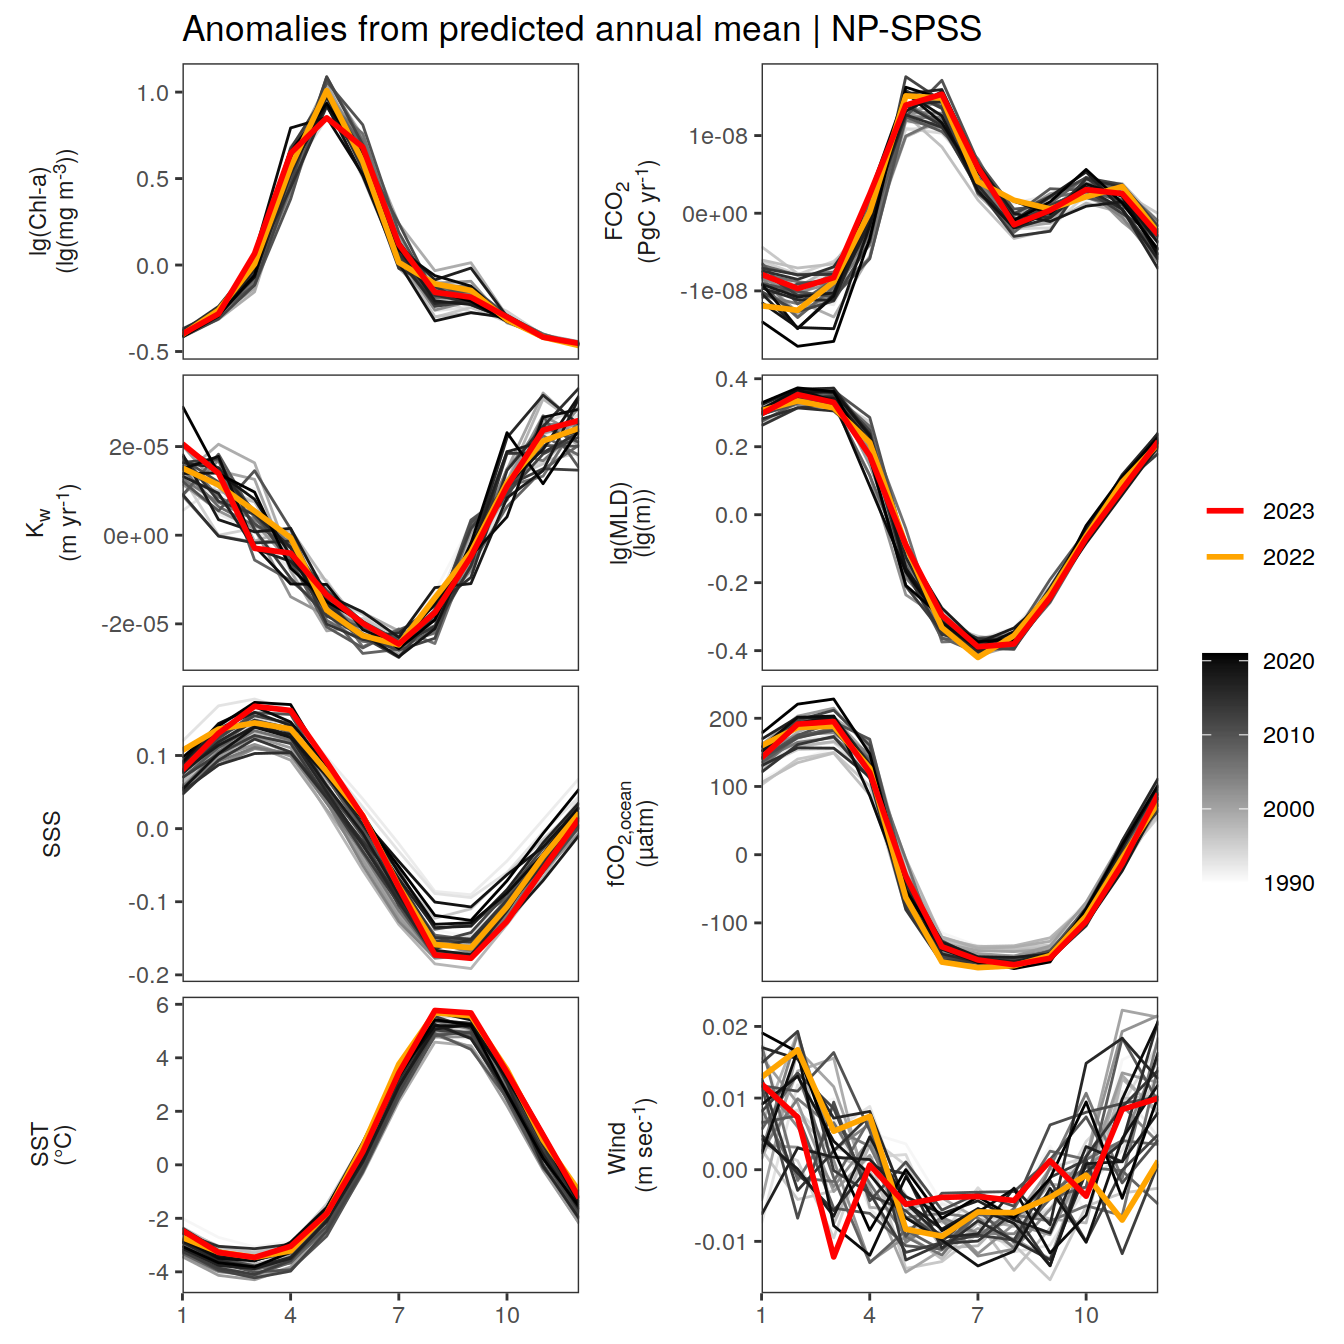 Anomalies from predicted annual mean | NP-SPSS
lg(Chl-a)
(lg(mg m⁻³))
1.0
0.5
0.0
-0.5
FCO₂
(PgC yr⁻¹)
1e-08
0e+00
-1e-08
K_w
(m yr⁻¹)
2e-05
0e+00
-2e-05
lg(MLD)
(lg(m))
0.4
0.2
0.0
-0.2
-0.4
SSS
0.1
0.0
-0.1
-0.2
fCO₂,ocean
(µatm)
200
100
0
-100
SST
(°C)
6
4
2
0
-2
-4
1
4
7
10
Wind
(m sec⁻¹)
0.02
0.01
0.00
-0.01
1
4
7
10
2023
2022
2020
2010
2000
1990